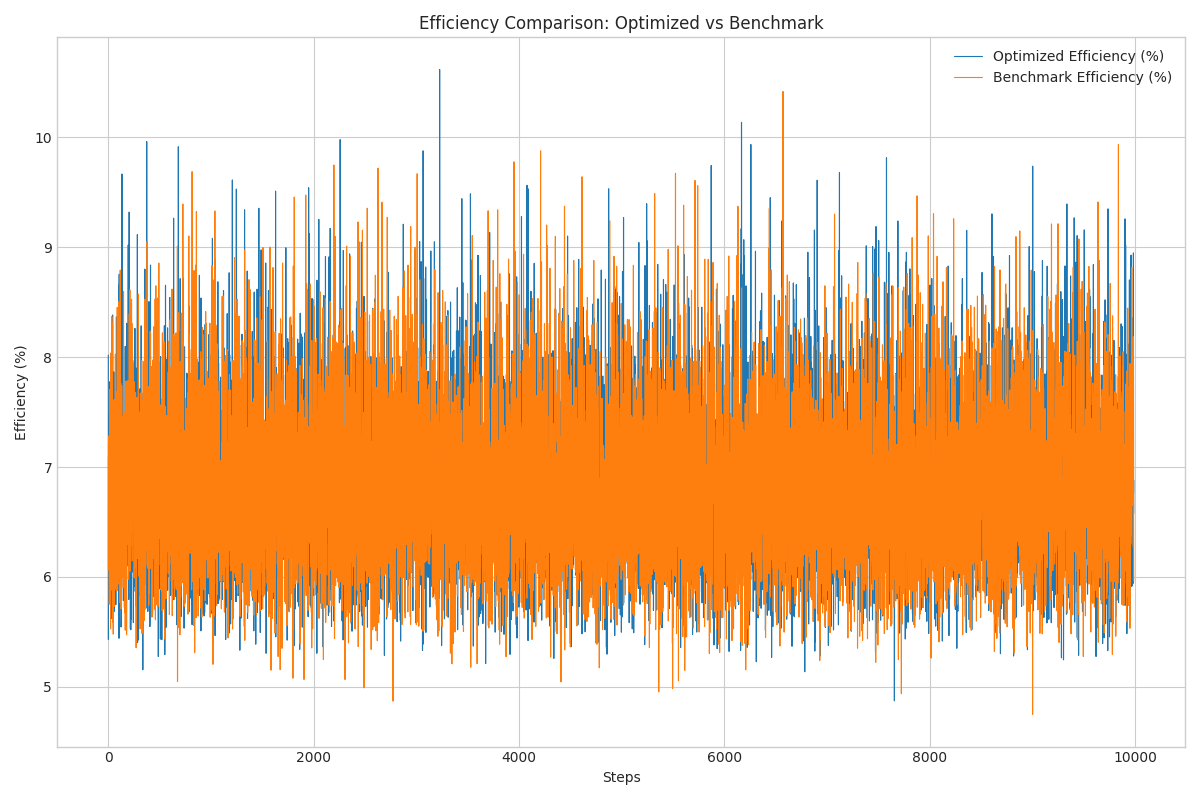 Efficiency Comparison: Optimized vs Benchmark
Optimized Efficiency (%)
Benchmark Efficiency (%)
Efficiency (%)
10
9
8
7
6
5
0 2000 4000 6000 8000 10000
Steps